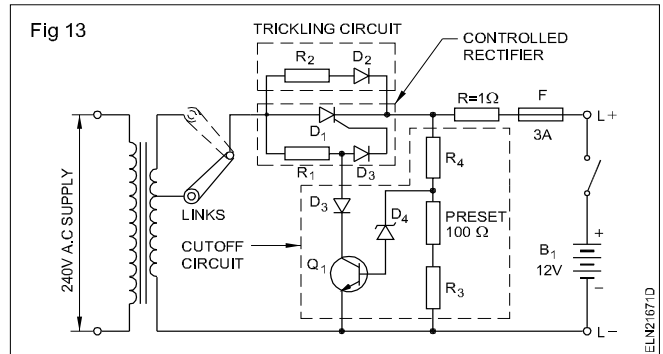 Fig 13
TRICKLING CIRCUIT
CONTROLLED
RECTIFIER
R2
D2
D1
R=1Ω
F
3A
L+
R1
D3
R4
240V A.C SUPPLY
LINKS
D3
D4
PRESET
100 Ω
CUTOFF
CIRCUIT
Q1
R3
+
B1
12V
−
L−
ELN21671D